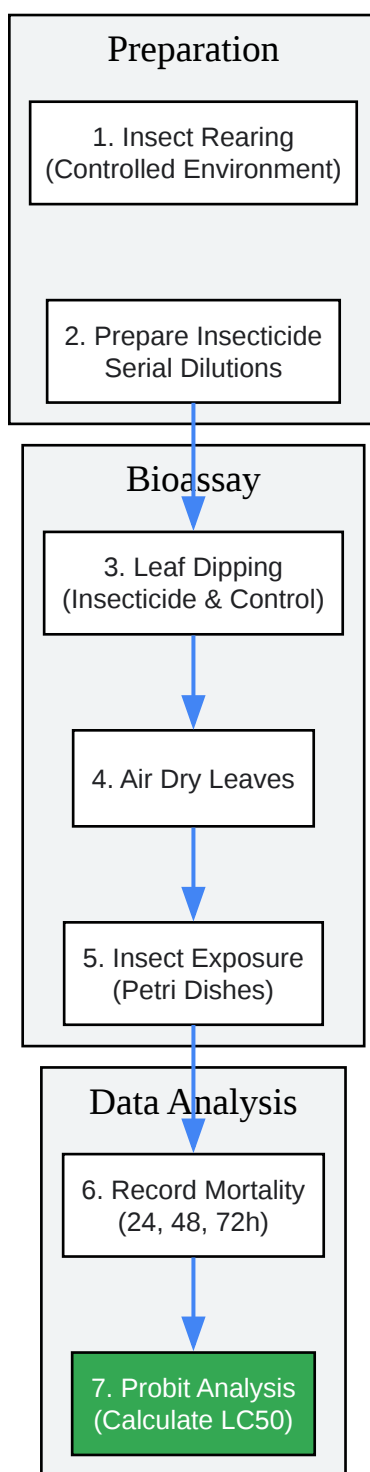 Preparation
1. Insect Rearing
(Controlled Environment)
2. Prepare Insecticide
Serial Dilutions
Bioassay
3. Leaf Dipping
(Insecticide & Control)
4. Air Dry Leaves
5. Insect Exposure
(Petri Dishes)
Data Analysis
6. Record Mortality
(24, 48, 72h)
7. Probit Analysis
(Calculate LC50)